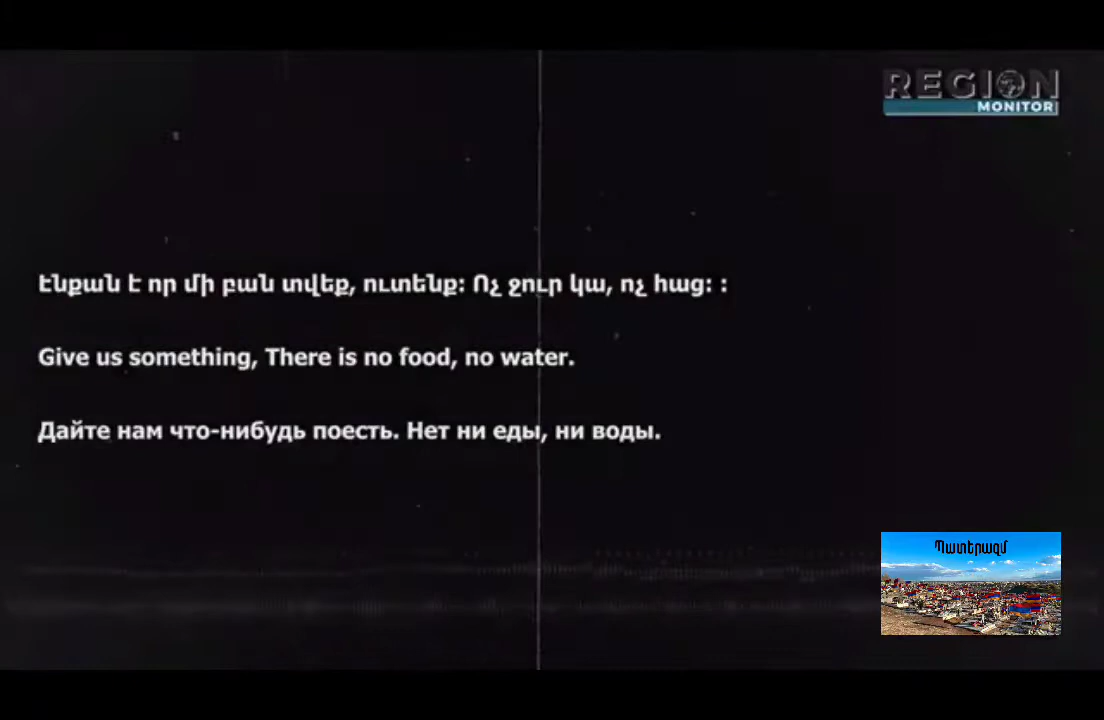 REGION
MONITOR
Էնքան է որ մի բան տվեք, ուտենք: Ոչ ջուր կա, ոչ հաց: :
Give us something, There is no food, no water.
Дайте нам что-нибудь поесть. Нет ни еды, ни воды.
Պատերազմ